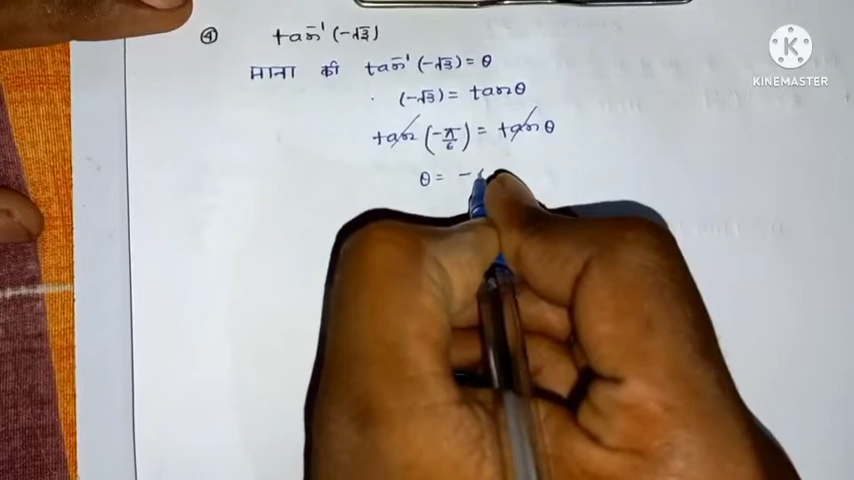 ④ tan⁻¹(-√3)
माना की tan⁻¹(-√3) = θ
(-√3) = tanθ
tan(-π/6) = tanθ
θ = -
KINEMASTER